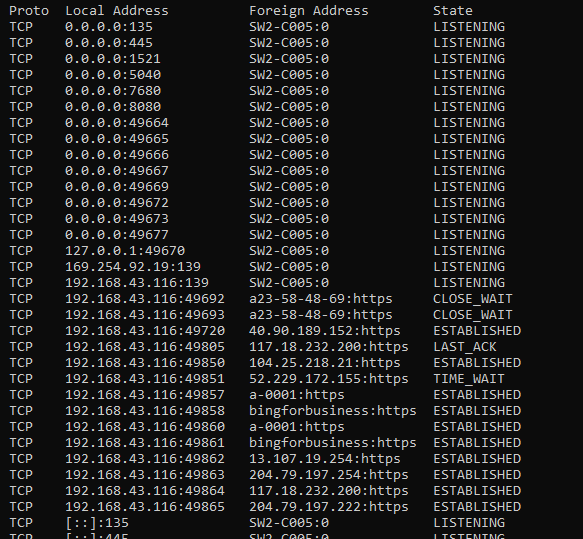 Proto  Local Address          Foreign Address        State
TCP    0.0.0.0:135            SW2-C005:0             LISTENING
TCP    0.0.0.0:445            SW2-C005:0             LISTENING
TCP    0.0.0.0:1521           SW2-C005:0             LISTENING
TCP    0.0.0.0:5040           SW2-C005:0             LISTENING
TCP    0.0.0.0:7680           SW2-C005:0             LISTENING
TCP    0.0.0.0:8080           SW2-C005:0             LISTENING
TCP    0.0.0.0:49664          SW2-C005:0             LISTENING
TCP    0.0.0.0:49665          SW2-C005:0             LISTENING
TCP    0.0.0.0:49666          SW2-C005:0             LISTENING
TCP    0.0.0.0:49667          SW2-C005:0             LISTENING
TCP    0.0.0.0:49669          SW2-C005:0             LISTENING
TCP    0.0.0.0:49672          SW2-C005:0             LISTENING
TCP    0.0.0.0:49673          SW2-C005:0             LISTENING
TCP    0.0.0.0:49677          SW2-C005:0             LISTENING
TCP    127.0.0.1:49670        SW2-C005:0             LISTENING
TCP    169.254.92.19:139      SW2-C005:0             LISTENING
TCP    192.168.43.116:139     SW2-C005:0             LISTENING
TCP    192.168.43.116:49692   a23-58-48-69:https     CLOSE_WAIT
TCP    192.168.43.116:49693   a23-58-48-69:https     CLOSE_WAIT
TCP    192.168.43.116:49720   40.90.189.152:https    ESTABLISHED
TCP    192.168.43.116:49805   117.18.232.200:https   LAST_ACK
TCP    192.168.43.116:49850   104.25.218.21:https    ESTABLISHED
TCP    192.168.43.116:49851   52.229.172.155:https   TIME_WAIT
TCP    192.168.43.116:49857   a-0001:https           ESTABLISHED
TCP    192.168.43.116:49858   bingforbusiness:https  ESTABLISHED
TCP    192.168.43.116:49860   a-0001:https           ESTABLISHED
TCP    192.168.43.116:49861   bingforbusiness:https  ESTABLISHED
TCP    192.168.43.116:49862   13.107.19.254:https    ESTABLISHED
TCP    192.168.43.116:49863   204.79.197.254:https   ESTABLISHED
TCP    192.168.43.116:49864   117.18.232.200:https   ESTABLISHED
TCP    192.168.43.116:49865   204.79.197.222:https   ESTABLISHED
TCP    [::]:135               SW2-C005:0             LISTENING
TCP    [::]:445               SW2-C005:0             LISTENING